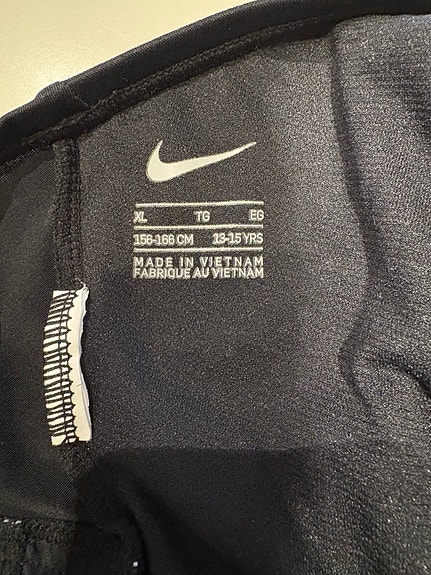 XL TG EG
156-166 CM 13-15 YRS
MADE IN VIETNAM
FABRIQUE AU VIETNAM